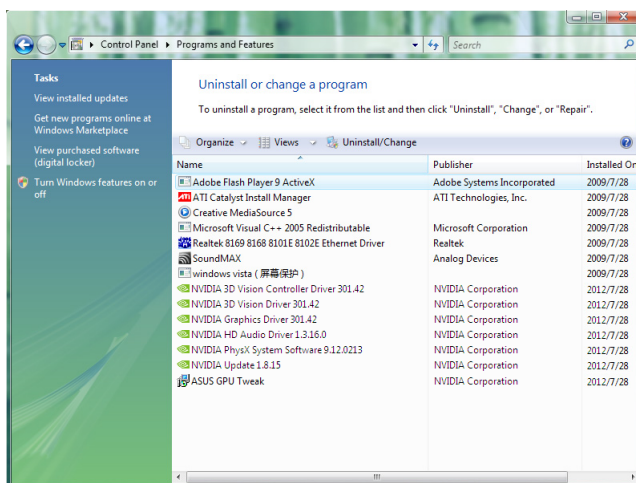 Control Panel ▸ Programs and Features
Search
Tasks
View installed updates
Get new programs online at
Windows Marketplace
View purchased software
(digital locker)
Turn Windows features on or
off
Uninstall or change a program
To uninstall a program, select it from the list and then click "Uninstall", "Change", or "Repair".
Organize Views Uninstall/Change
Name Publisher Installed On
Adobe Flash Player 9 ActiveX Adobe Systems Incorporated 2009/7/28
ATI Catalyst Install Manager ATI Technologies, Inc. 2009/7/28
Creative MediaSource 5 2009/7/28
Microsoft Visual C++ 2005 Redistributable Microsoft Corporation 2009/7/28
Realtek 8169 8168 8101E 8102E Ethernet Driver Realtek 2009/7/28
SoundMAX Analog Devices 2009/7/28
windows vista ( 屏幕保护 ) 2009/7/28
NVIDIA 3D Vision Controller Driver 301.42 NVIDIA Corporation 2012/7/28
NVIDIA 3D Vision Driver 301.42 NVIDIA Corporation 2012/7/28
NVIDIA Graphics Driver 301.42 NVIDIA Corporation 2012/7/28
NVIDIA HD Audio Driver 1.3.16.0 NVIDIA Corporation 2012/7/28
NVIDIA PhysX System Software 9.12.0213 NVIDIA Corporation 2012/7/28
NVIDIA Update 1.8.15 NVIDIA Corporation 2012/7/28
ASUS GPU Tweak NVIDIA Corporation 2012/7/28